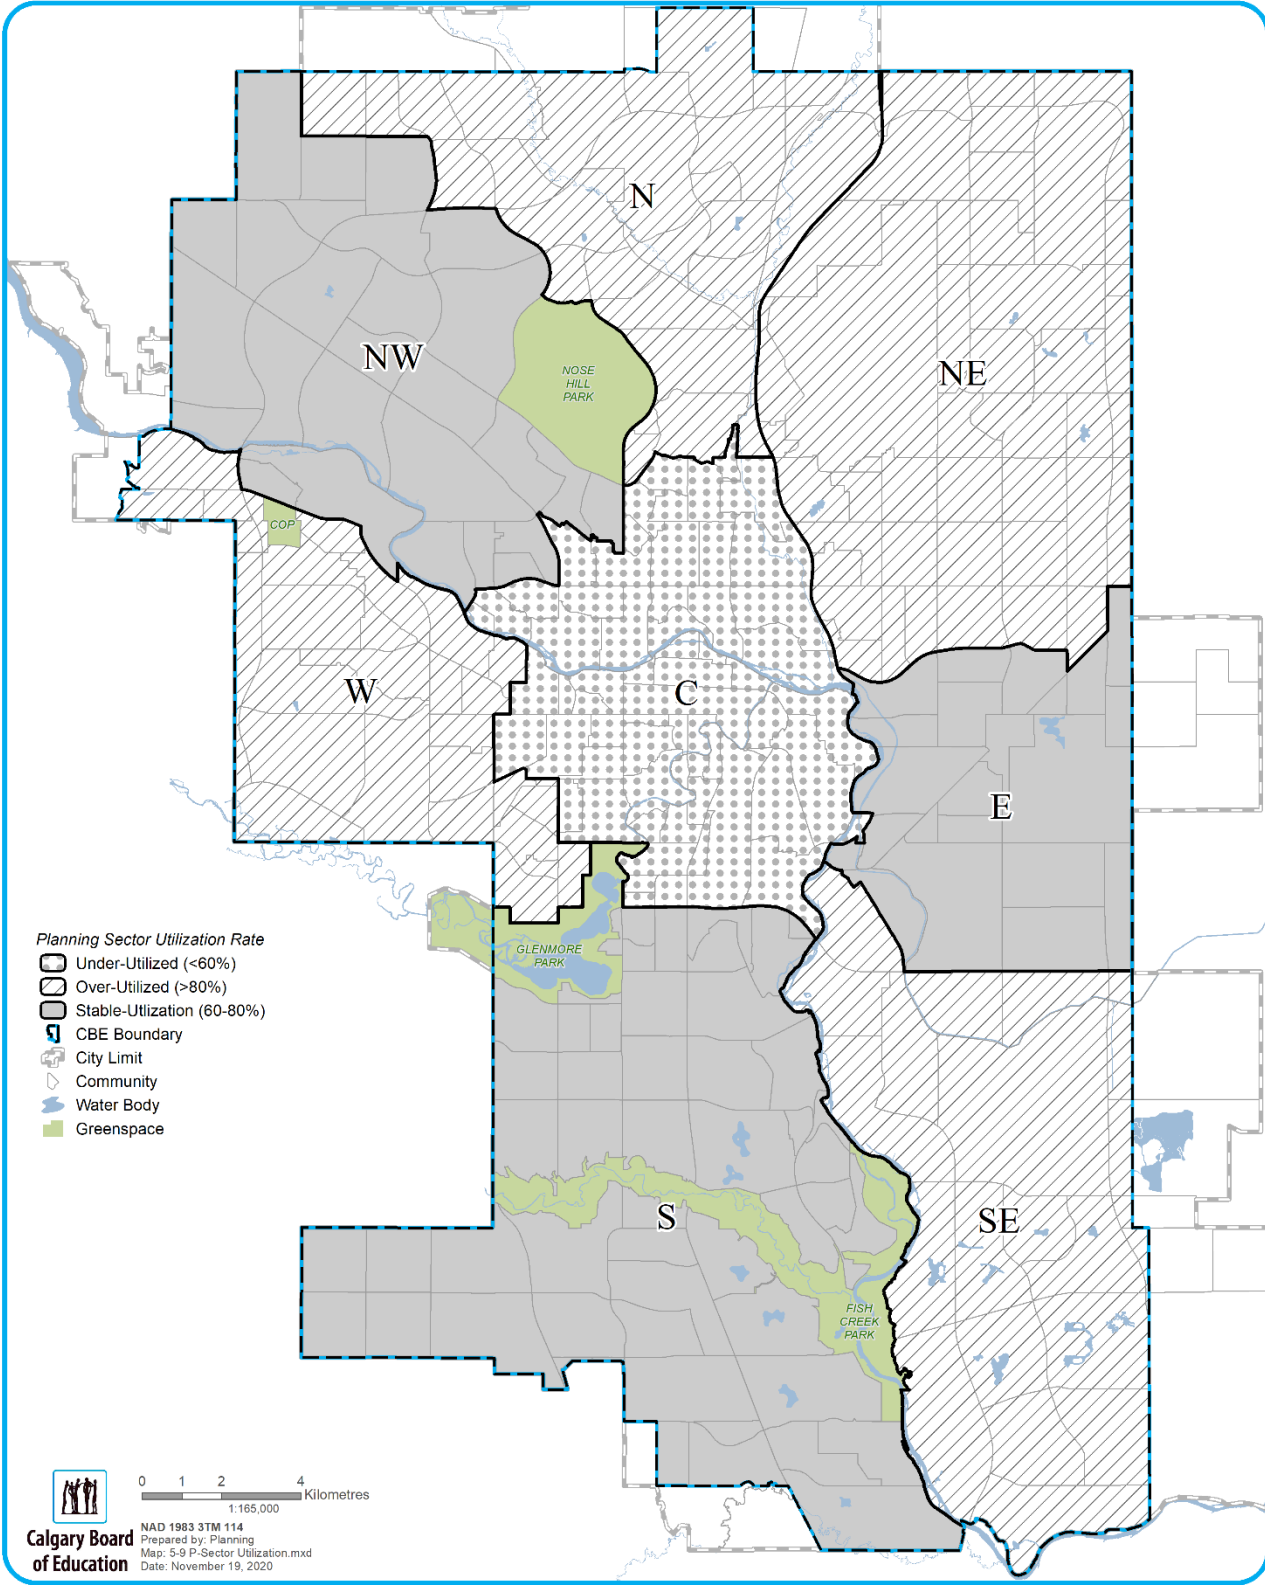 N
NW
NOSE
HILL
PARK
NE
COP
W
C
E
GLENMORE
PARK
Planning Sector Utilization Rate
Under-Utilized (<60%)
Over-Utilized (>80%)
Stable-Utlization (60-80%)
CBE Boundary
City Limit
Community
Water Body
Greenspace
S
SE
FISH
CREEK
PARK
0 1 2 4
Kilometres
1:165,000
Calgary Board
of Education
NAD 1983 3TM 114
Prepared by: Planning
Map: 5-9 P-Sector Utilization.mxd
Date: November 19, 2020